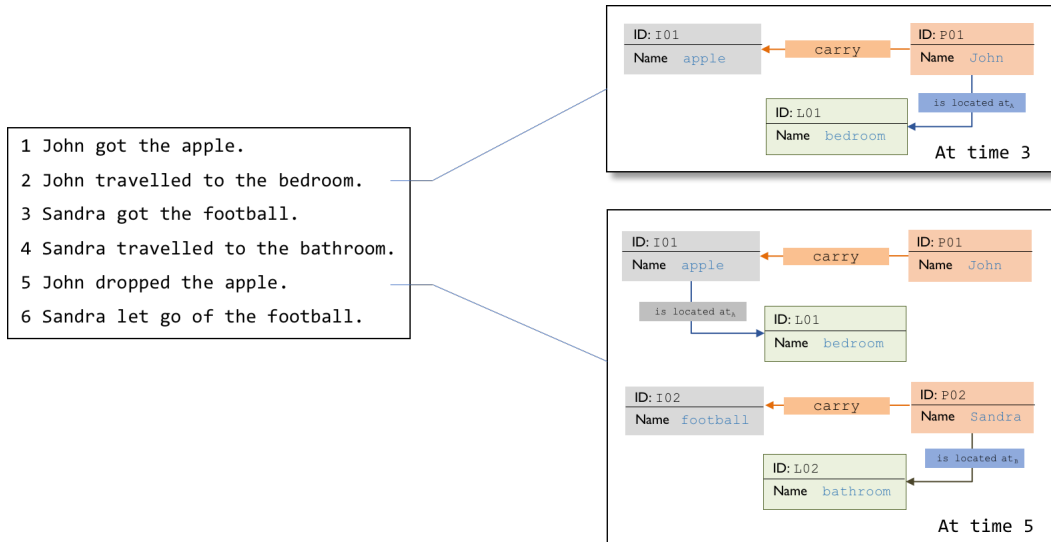 1 John got the apple.
2 John travelled to the bedroom.
3 Sandra got the football.
4 Sandra travelled to the bathroom.
5 John dropped the apple.
6 Sandra let go of the football.
ID: I01
Name apple
carry
ID: P01
Name John
is located at_A
ID: L01
Name bedroom
At time 3
ID: I01
Name apple
carry
ID: P01
Name John
is located at_A
ID: L01
Name bedroom
ID: I02
Name football
carry
ID: P02
Name Sandra
is located at_B
ID: L02
Name bathroom
At time 5